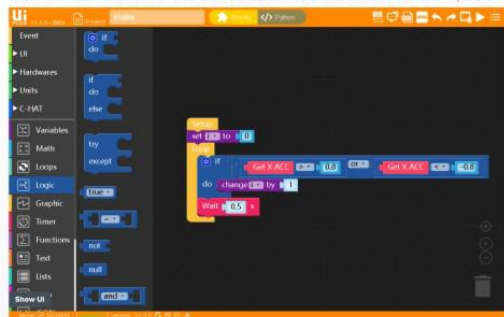 Ui
Project
Blocks
</> Python
Event
UI
Hardwares
Units
C-HAT
Variables
Math
Loops
Logic
Graphic
Timer
Functions
Text
Lists
Show UI
if
do
if
do
else
try
except
true
=
not
null
and
Setup
set i to 0
Loop
if Get X ACC > 0.8 or Get X ACC < -0.8
do change i by 1
Wait 0.5 s